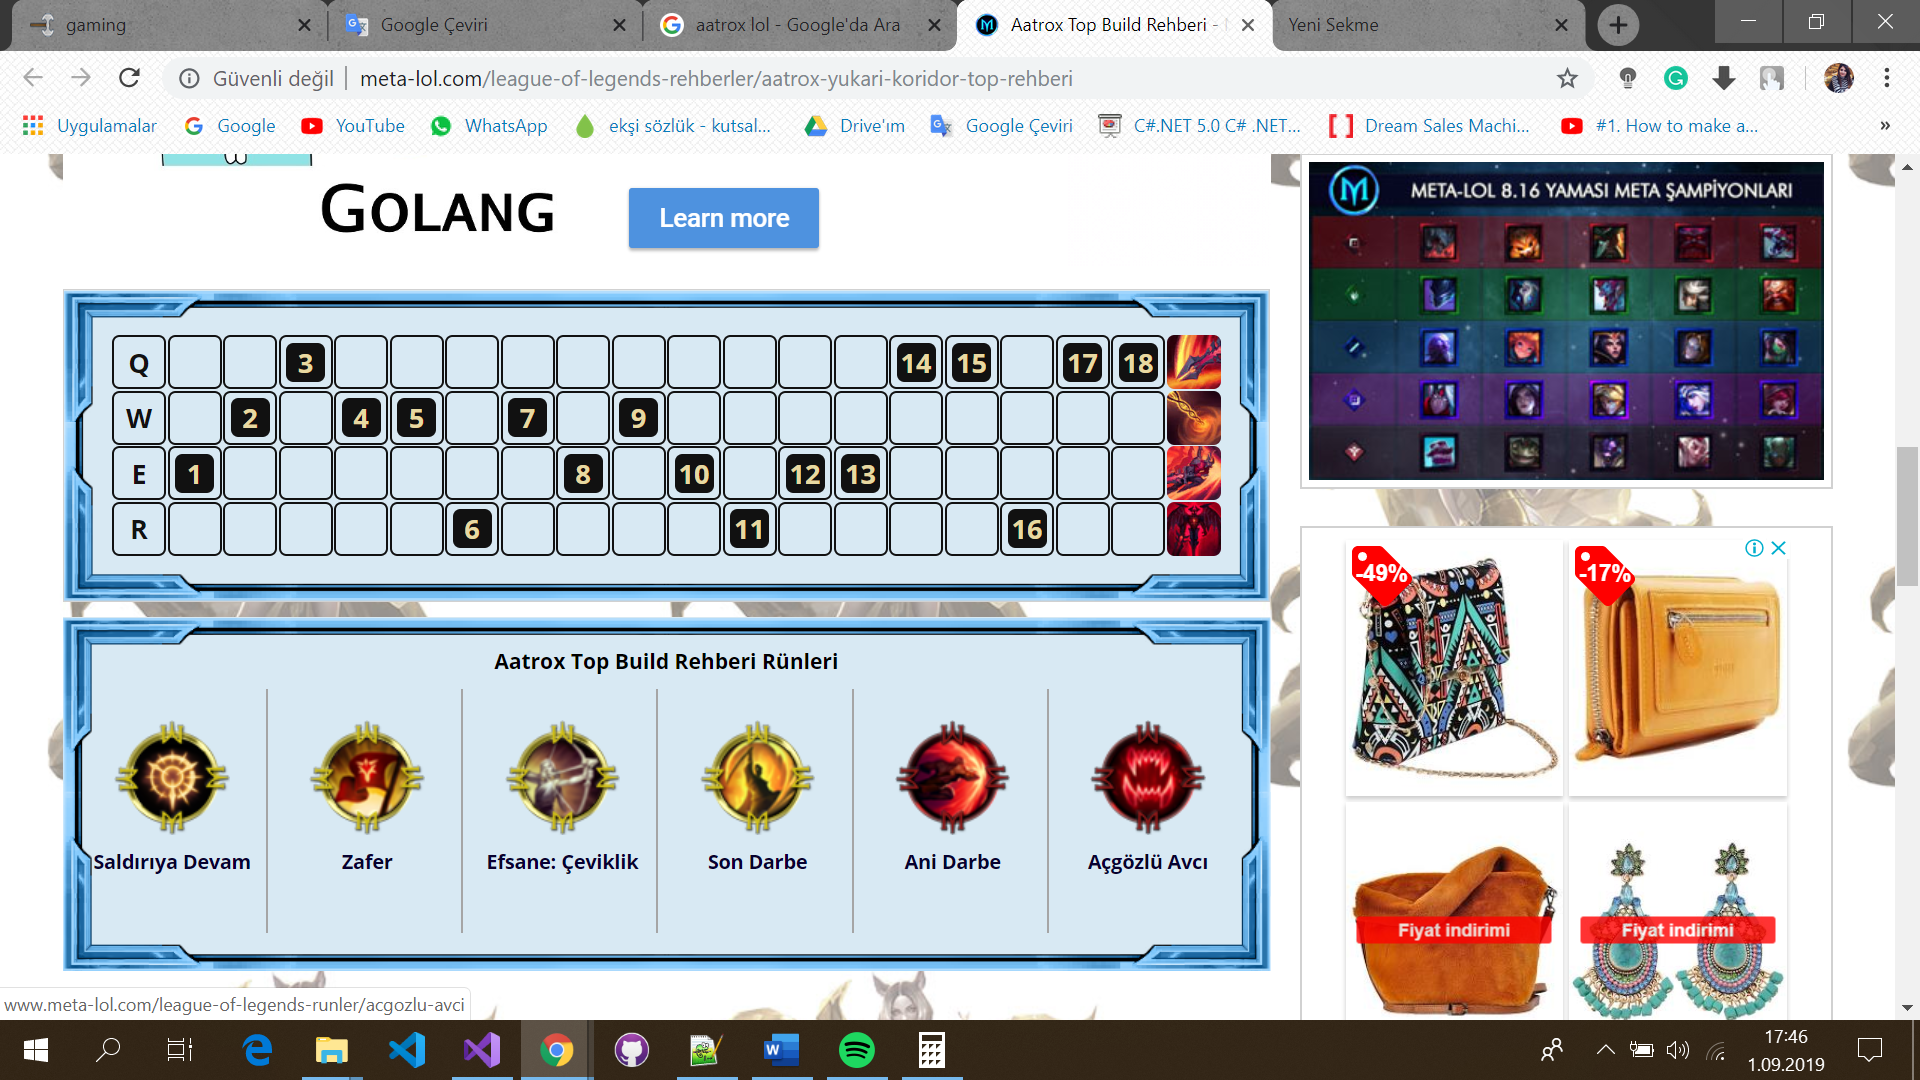 gaming
Google Çeviri
aatrox lol - Google'da Ara
Aatrox Top Build Rehberi -
Yeni Sekme
Güvenli değil
meta-lol.com/league-of-legends-rehberler/aatrox-yukari-koridor-top-rehberi
Uygulamalar
Google
YouTube
WhatsApp
ekşi sözlük - kutsal...
Drive'ım
Google Çeviri
C#.NET 5.0 C# .NET...
Dream Sales Machi...
#1. How to make a...
»
GOLANG
Learn more
META-LOL 8.16 YAMASI META ŞAMPİYONLARI
Q 3 14 15 17 18
W 2 4 5 7 9
E 1 8 10 12 13
R 6 11 16
Aatrox Top Build Rehberi Rünleri
Saldırıya Devam
Zafer
Efsane: Çeviklik
Son Darbe
Ani Darbe
Açgözlü Avcı
-49%
-17%
Fiyat indirimi
Fiyat indirimi
www.meta-lol.com/league-of-legends-runler/acgozlu-avci
17:46
1.09.2019